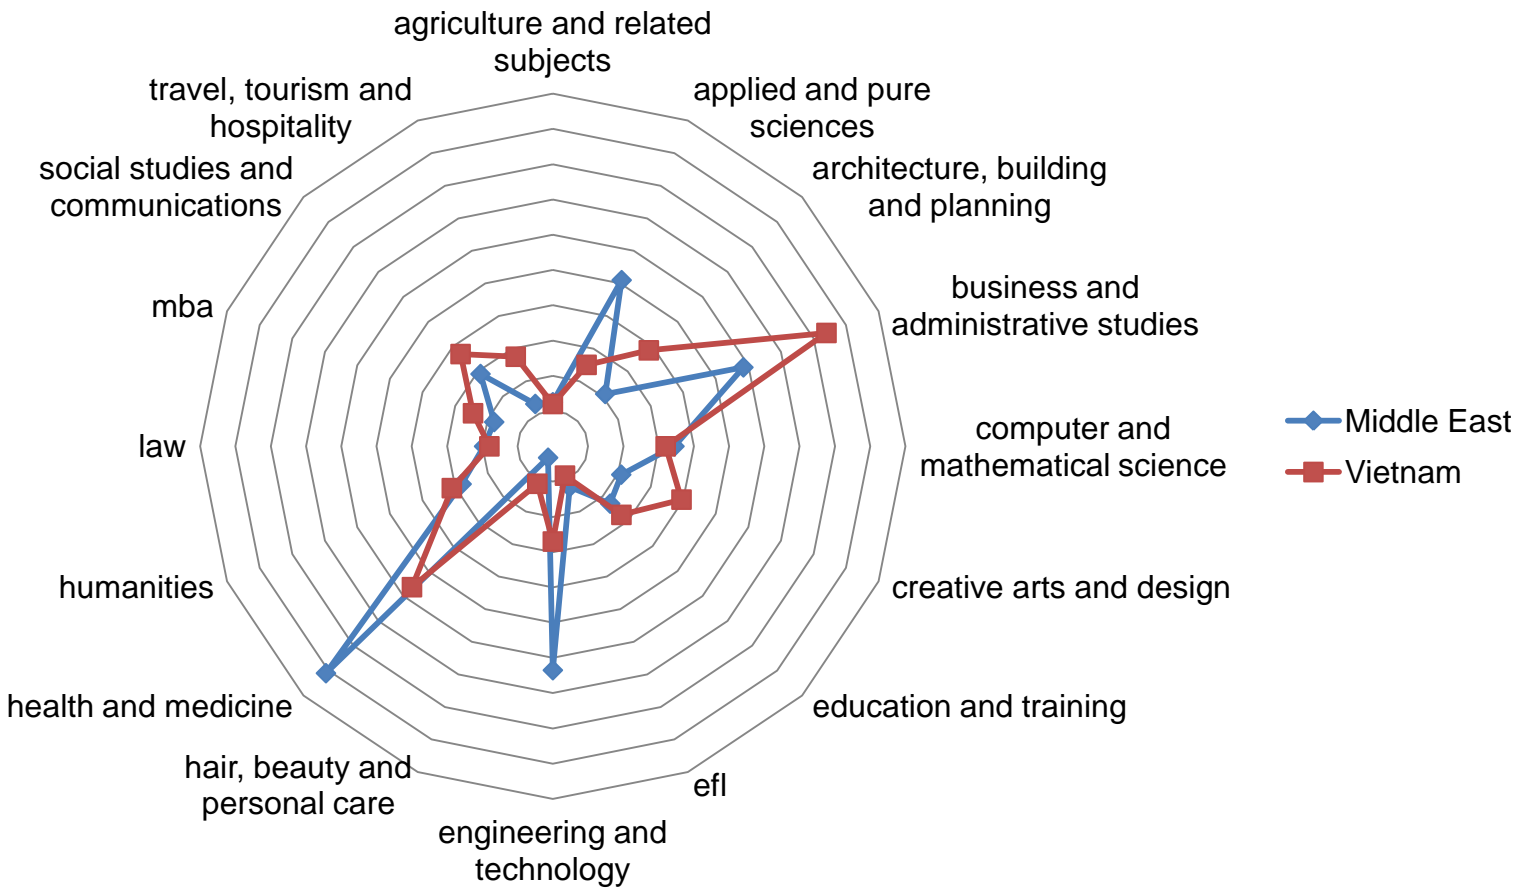 agriculture and related
subjects
applied and pure
sciences
architecture, building
and planning
business and
administrative studies
computer and
mathematical science
creative arts and design
education and training
efl
engineering and
technology
hair, beauty and
personal care
health and medicine
humanities
law
mba
social studies and
communications
travel, tourism and
hospitality
Middle East
Vietnam